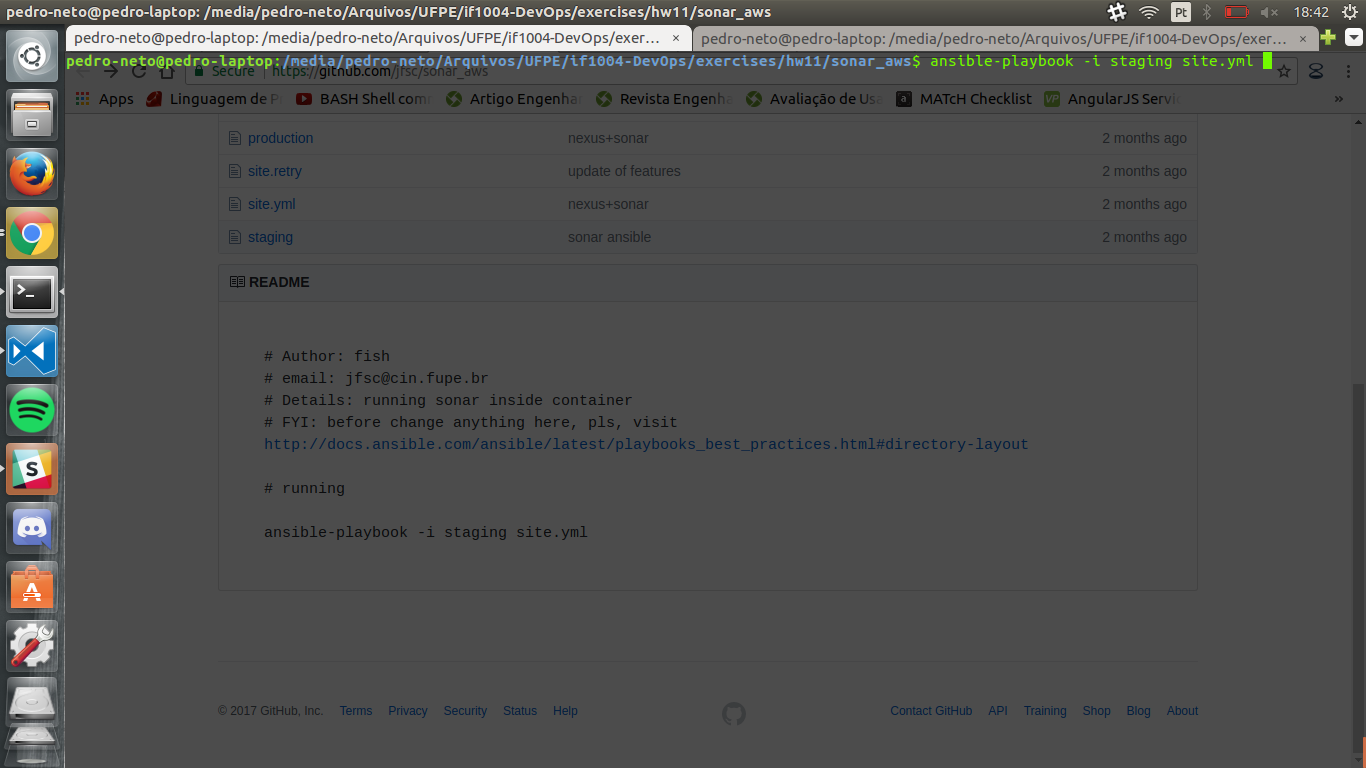 pedro-neto@pedro-laptop: /media/pedro-neto/Arquivos/UFPE/if1004-DevOps/exercises/hw11/sonar_aws
Pt
18:42
pedro-neto@pedro-laptop: /media/pedro-neto/Arquivos/UFPE/if1004-DevOps/exer... ×
pedro-neto@pedro-laptop: /media/pedro-neto/Arquivos/UFPE/if1004-DevOps/exer... ×
pedro-neto@pedro-laptop:/media/pedro-neto/Arquivos/UFPE/if1004-DevOps/exercises/hw11/sonar_aws$ ansible-playbook -i staging site.yml
Secure https://github.com/jfsc/sonar_aws
Apps Linguagem de BASH Shell com Artigo Engenhar Revista Engenha Avaliação de Us a MATcH Checklist VP AngularJS Servi »
production nexus+sonar 2 months ago
site.retry update of features 2 months ago
site.yml nexus+sonar 2 months ago
staging sonar ansible 2 months ago
README
# Author: fish
# email: jfsc@cin.fupe.br
# Details: running sonar inside container
# FYI: before change anything here, pls, visit
http://docs.ansible.com/ansible/latest/playbooks_best_practices.html#directory-layout
# running
ansible-playbook -i staging site.yml
© 2017 GitHub, Inc. Terms Privacy Security Status Help Contact GitHub API Training Shop Blog About